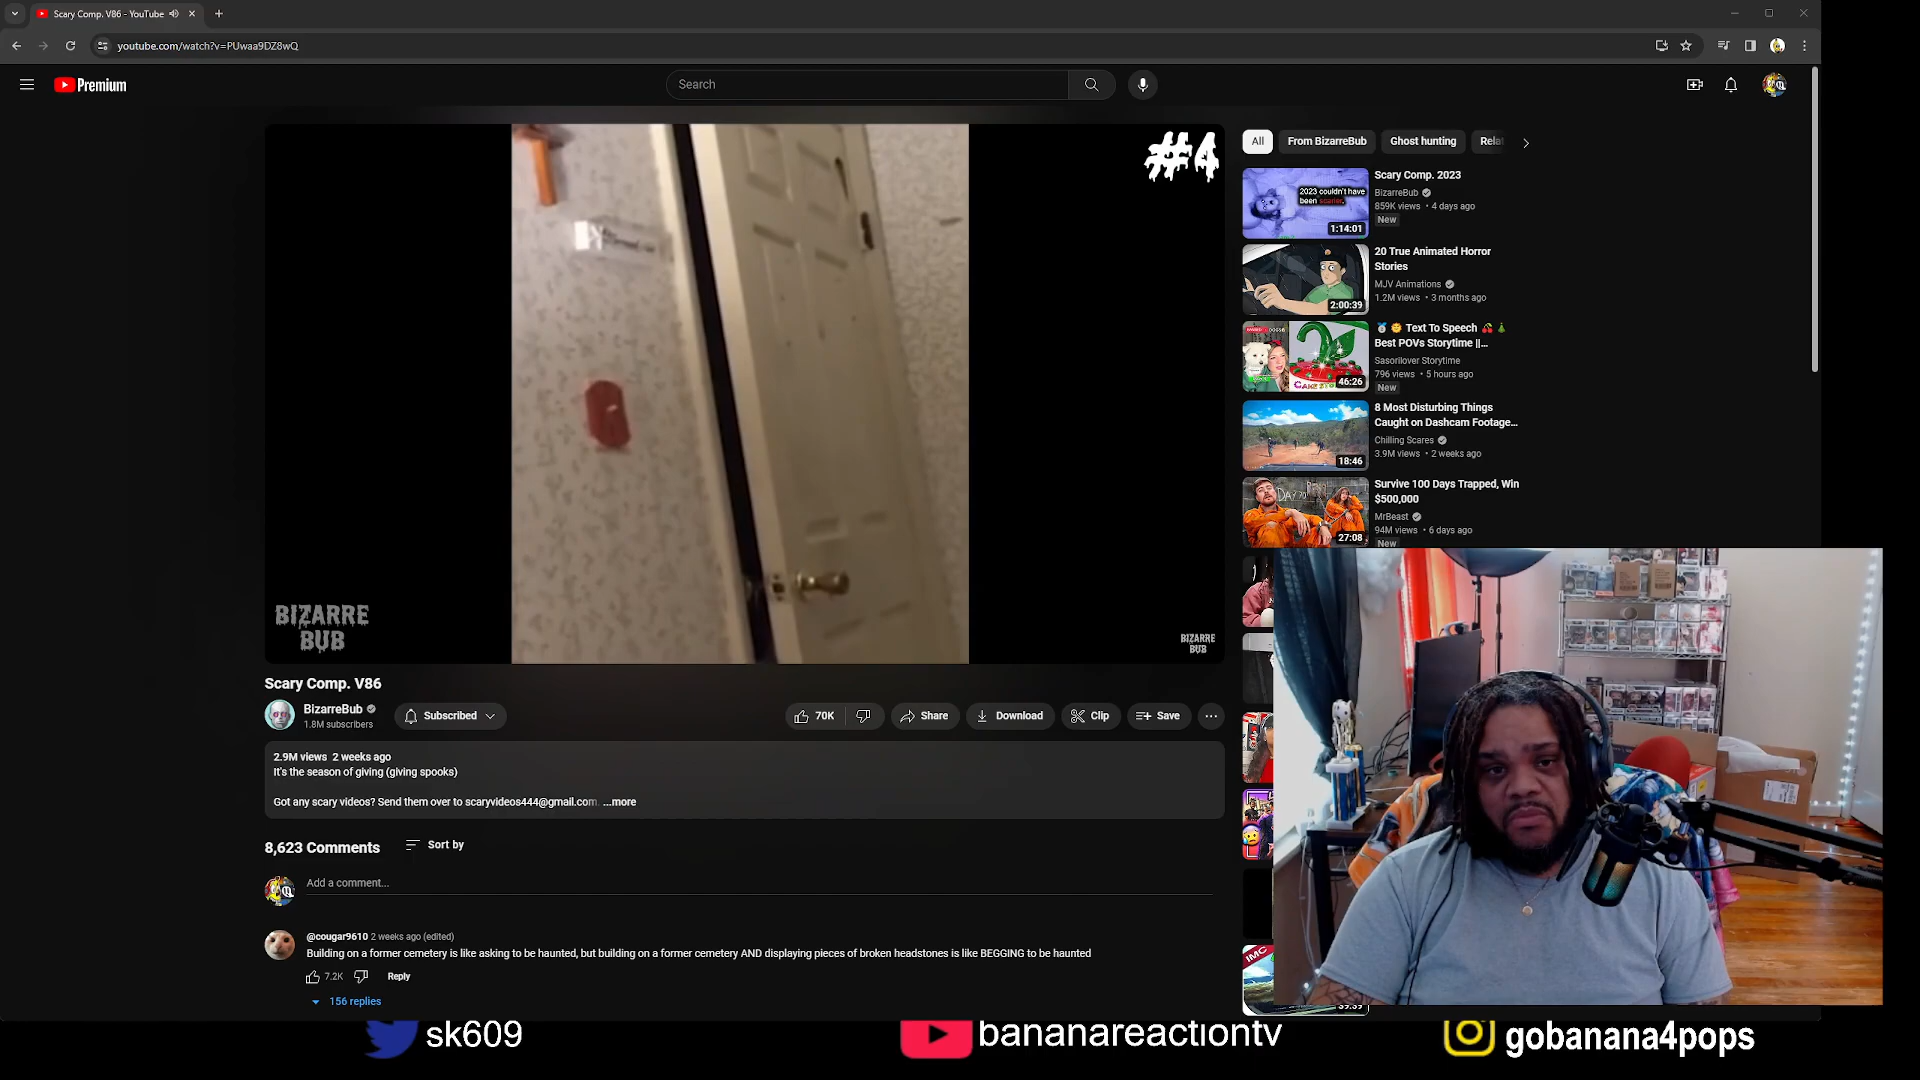 Scary Comp. V86 - YouTube
youtube.com/watch?v=PUwaa9DZ8wQ
Premium
Search
#4
BIZARRE
BUB
BIZARRE
BUB
Scary Comp. V86
BizarreBub
1.8M subscribers
Subscribed
70K
Share
Download
Clip
Save
2.9M views 2 weeks ago
It's the season of giving (giving spooks)
Got any scary videos? Send them over to scaryvideos444@gmail.com. ...more
8,623 Comments
Sort by
Add a comment...
@cougar9610 2 weeks ago (edited)
Building on a former cemetery is like asking to be haunted, but building on a former cemetery AND displaying pieces of broken headstones is like BEGGING to be haunted
7.2K
Reply
156 replies
All
From BizarreBub
Ghost hunting
Rela
2023 couldn't have
been scarier.
1:14:01
Scary Comp. 2023
BizarreBub
859K views • 4 days ago
New
2:00:39
20 True Animated Horror
Stories
MJV Animations
1.2M views • 3 months ago
46:26
Text To Speech
Best POVs Storytime ||...
Sasorilover Storytime
796 views • 5 hours ago
New
18:46
8 Most Disturbing Things
Caught on Dashcam Footage...
Chilling Scares
3.9M views • 2 weeks ago
DAY
27:08
Survive 100 Days Trapped, Win
$500,000
MrBeast
94M views • 6 days ago
New
IMC
sk609
bananareactiontv
gobanana4pops